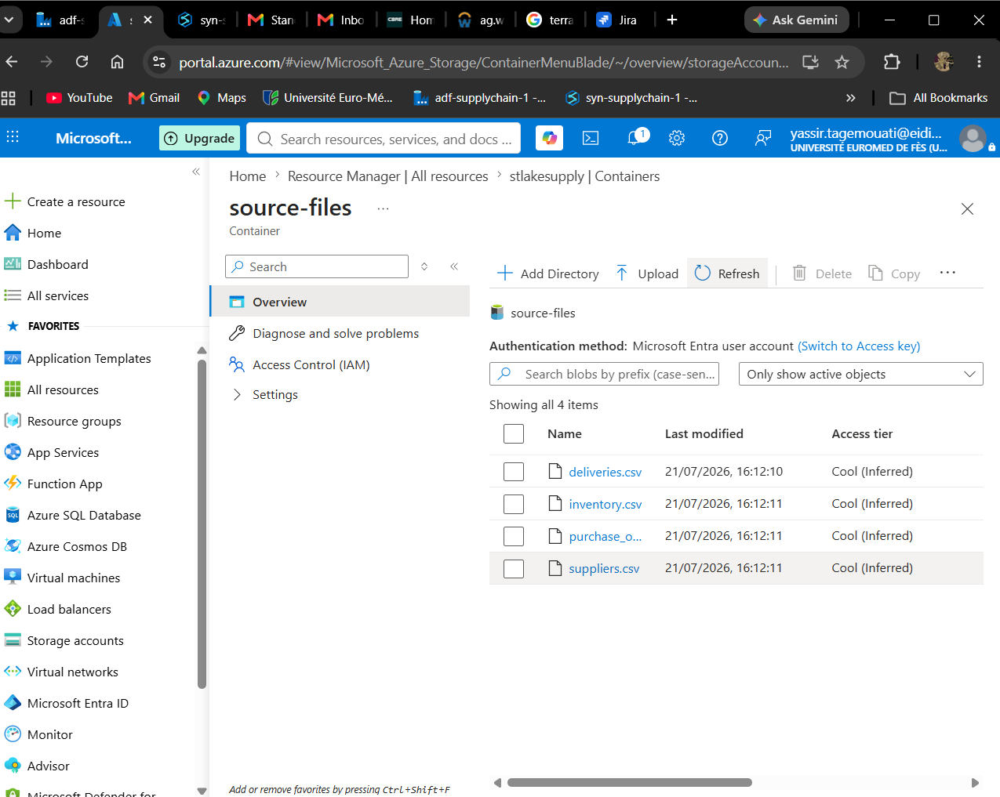 adf-
s
syn-s
Stan
Inbo
Hom
ag.w
terra
Jira
Ask Gemini
portal.azure.com/#view/Microsoft_Azure_Storage/ContainerMenuBlade/~/overview/storageAccoun...
YouTube
Gmail
Maps
Université Euro-Mé...
adf-supplychain-1 -...
syn-supplychain-1 -...
All Bookmarks
Microsoft...
Upgrade
Search resources, services, and docs ...
1
yassir.tagemouati@eidi...
UNIVERSITÉ EUROMED DE FÈS (U...
Create a resource
Home
Dashboard
All services
FAVORITES
Application Templates
All resources
Resource groups
App Services
Function App
Azure SQL Database
Azure Cosmos DB
Virtual machines
Load balancers
Storage accounts
Virtual networks
Microsoft Entra ID
Monitor
Advisor
Microsoft Defender for
Home > Resource Manager | All resources > stlakesupply | Containers
source-files ...
Container
Search
Overview
Diagnose and solve problems
Access Control (IAM)
Settings
Add or remove favorites by pressing Ctrl+Shift+F
Add Directory
Upload
Refresh
Delete
Copy
...
source-files
Authentication method: Microsoft Entra user account (Switch to Access key)
Search blobs by prefix (case-sen...
Only show active objects
Showing all 4 items
Name Last modified Access tier
deliveries.csv 21/07/2026, 16:12:10 Cool (Inferred)
inventory.csv 21/07/2026, 16:12:11 Cool (Inferred)
purchase_o... 21/07/2026, 16:12:11 Cool (Inferred)
suppliers.csv 21/07/2026, 16:12:11 Cool (Inferred)